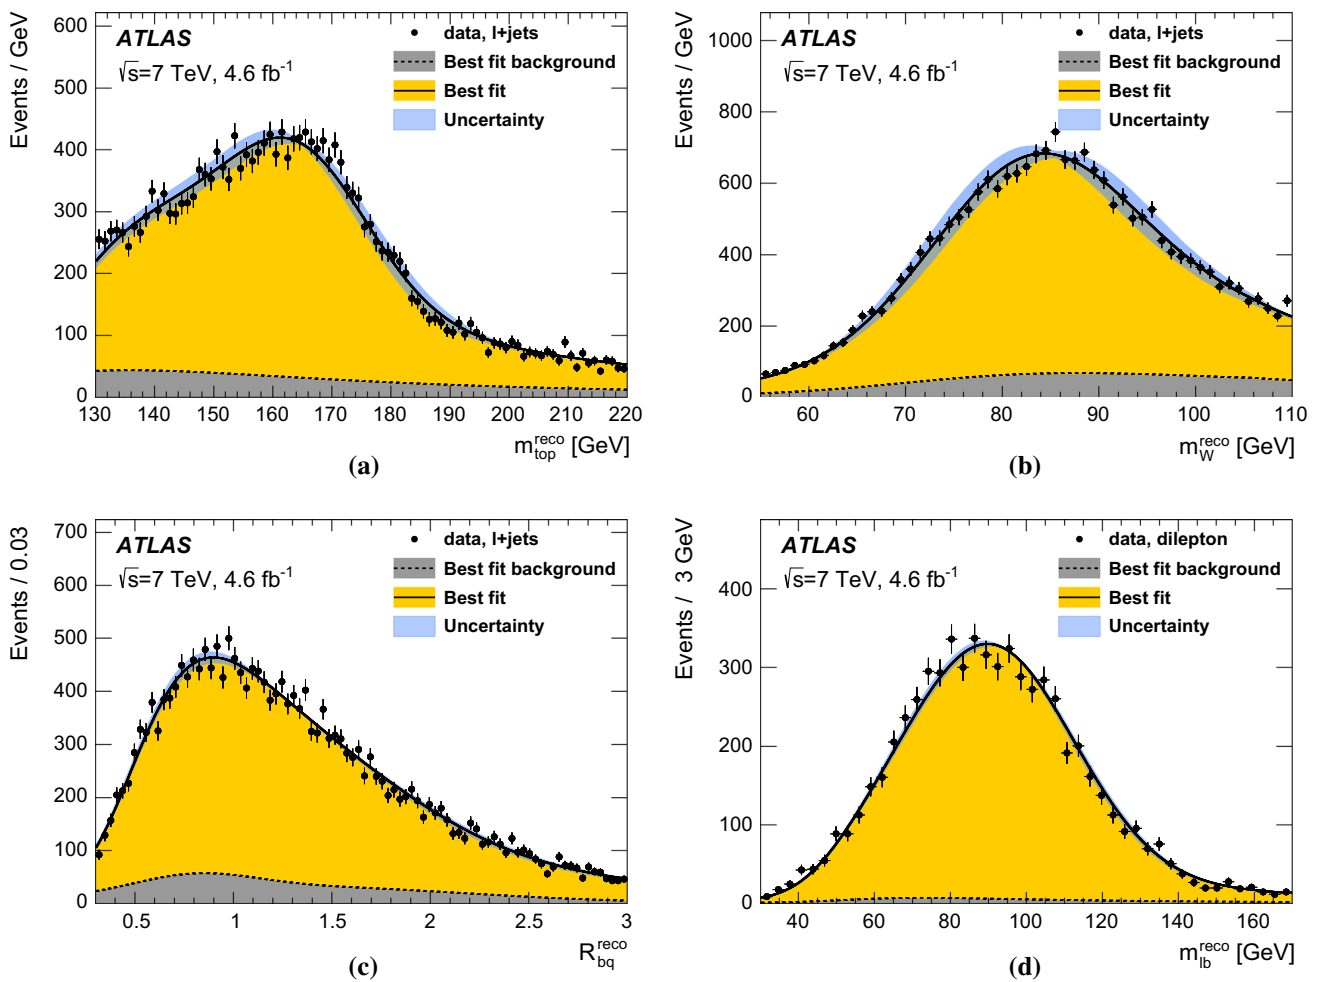 ATLAS
√s=7 TeV, 4.6 fb⁻¹
data, l+jets
Best fit background
Best fit
Uncertainty
Events / GeV
600
500
400
300
200
100
0
130 140 150 160 170 180 190 200 210 220
m_top^reco [GeV]
(a)
ATLAS
√s=7 TeV, 4.6 fb⁻¹
data, l+jets
Best fit background
Best fit
Uncertainty
Events / GeV
1000
800
600
400
200
0
60 70 80 90 100 110
m_W^reco [GeV]
(b)
ATLAS
√s=7 TeV, 4.6 fb⁻¹
data, l+jets
Best fit background
Best fit
Uncertainty
Events / 0.03
700
600
500
400
300
200
100
0
0.5 1 1.5 2 2.5 3
R_bq^reco
(c)
ATLAS
√s=7 TeV, 4.6 fb⁻¹
data, dilepton
Best fit background
Best fit
Uncertainty
Events / 3 GeV
400
300
200
100
0
40 60 80 100 120 140 160
m_lb^reco [GeV]
(d)